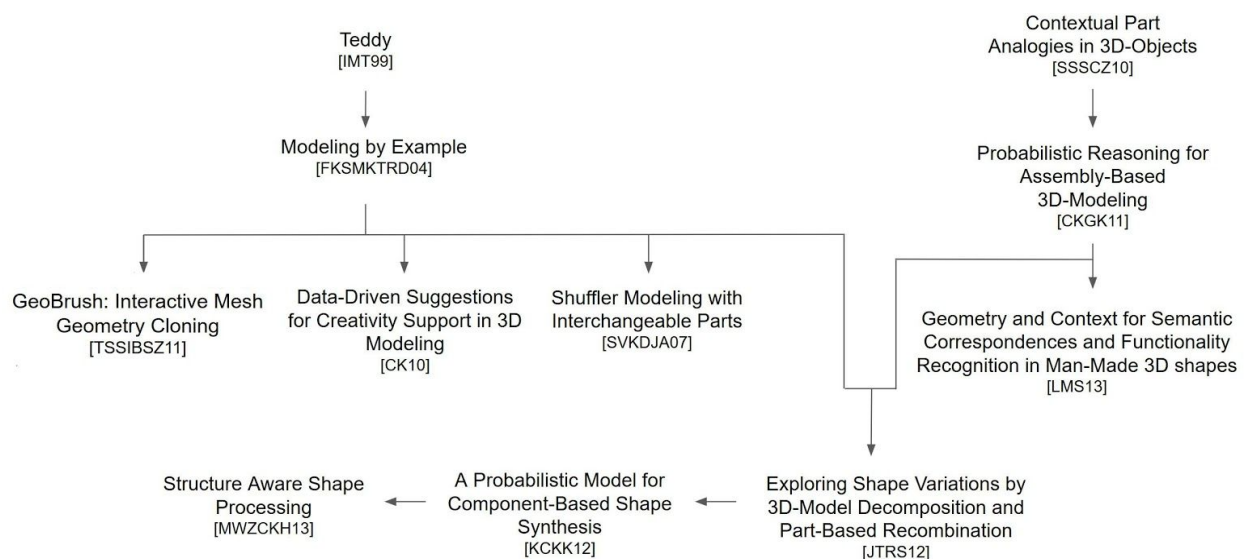 Teddy
[IMT99]
Contextual Part
Analogies in 3D-Objects
[SSSCZ10]
Modeling by Example
[FKSMKTRD04]
Probabilistic Reasoning for
Assembly-Based
3D-Modeling
[CKGK11]
GeoBrush: Interactive Mesh
Geometry Cloning
[TSSIBSZ11]
Data-Driven Suggestions
for Creativity Support in 3D
Modeling
[CK10]
Shuffler Modeling with
Interchangeable Parts
[SVKDJA07]
Geometry and Context for Semantic
Correspondences and Functionality
Recognition in Man-Made 3D shapes
[LMS13]
Structure Aware Shape
Processing
[MWZCKH13]
A Probabilistic Model for
Component-Based Shape
Synthesis
[KCKK12]
Exploring Shape Variations by
3D-Model Decomposition and
Part-Based Recombination
[JTRS12]